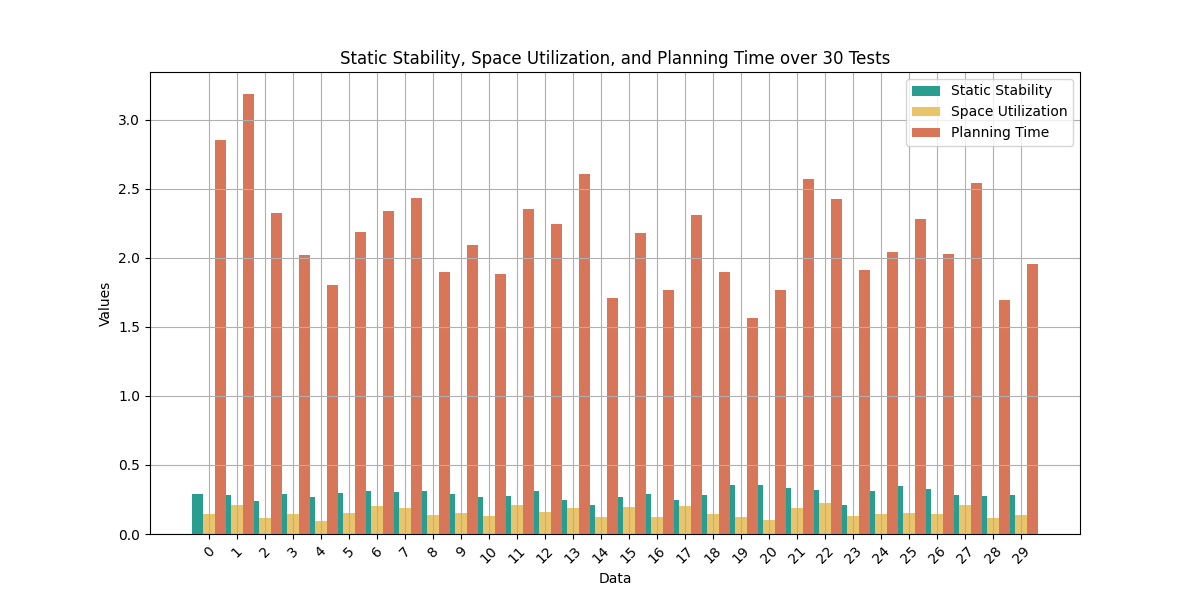 Static Stability, Space Utilization, and Planning Time over 30 Tests
Static Stability
Space Utilization
Planning Time
Values
3.0
2.5
2.0
1.5
1.0
0.5
0.0
0 1 2 3 4 5 6 7 8 9 10 11 12 13 14 15 16 17 18 19 20 21 22 23 24 25 26 27 28 29
Data